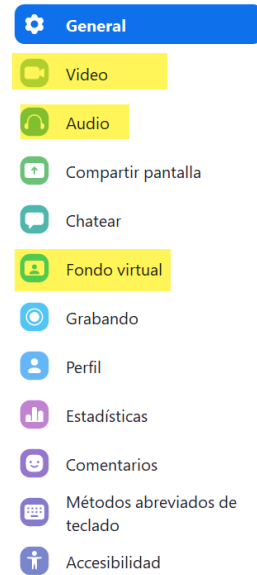 General
Video
Audio
Compartir pantalla
Chatear
Fondo virtual
Grabando
Perfil
Estadísticas
Comentarios
Métodos abreviados de
teclado
Accesibilidad